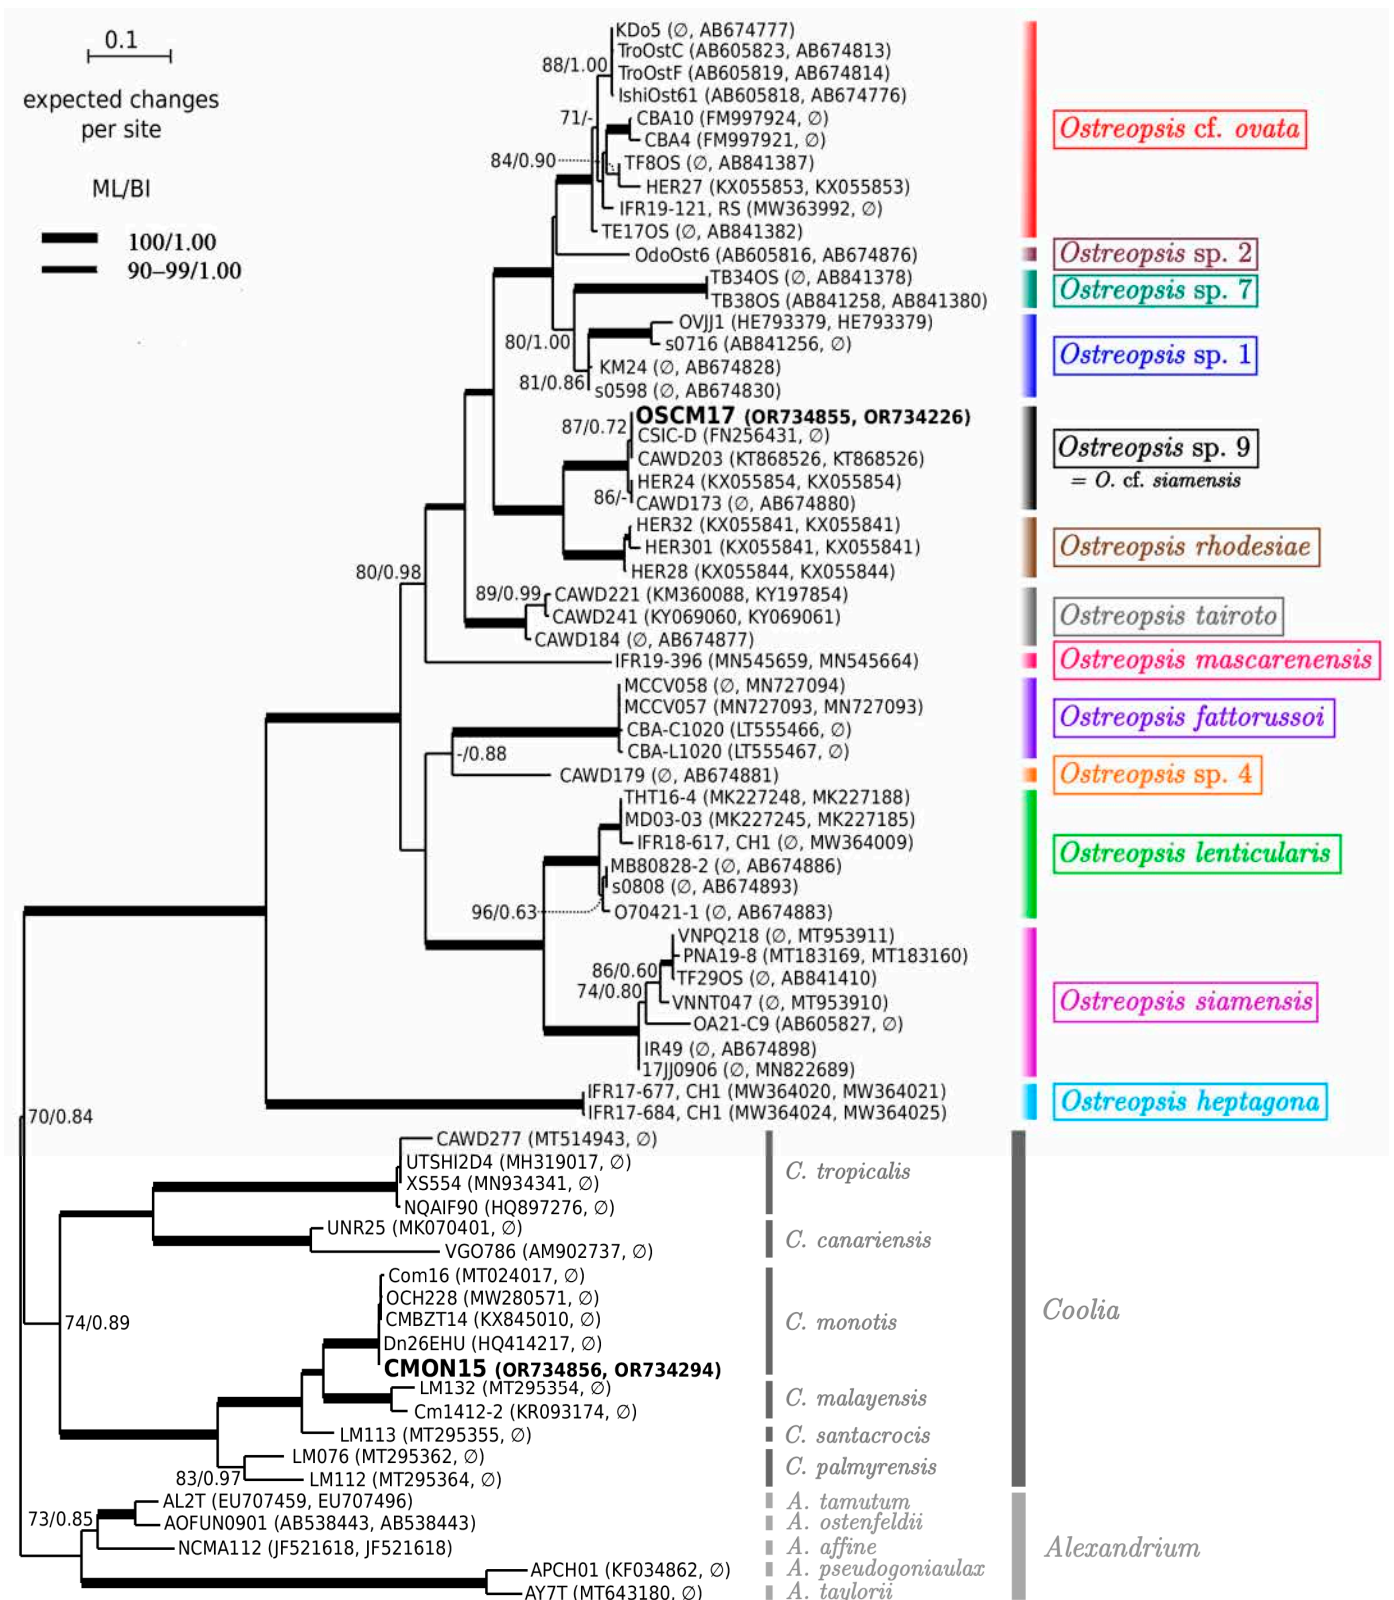 0.1
expected changes
per site
ML/BI
100/1.00
90–99/1.00
KDo5 (∅, AB674777)
TroOstC (AB605823, AB674813)
88/1.00
TroOstF (AB605819, AB674814)
IshiOst61 (AB605818, AB674776)
71/-
CBA10 (FM997924, ∅)
Ostreopsis cf. ovata
CBA4 (FM997921, ∅)
84/0.90
TF8OS (∅, AB841387)
HER27 (KX055853, KX055853)
IFR19-121, RS (MW363992, ∅)
TE17OS (∅, AB841382)
OdoOst6 (AB605816, AB674876)
Ostreopsis sp. 2
TB34OS (∅, AB841378)
Ostreopsis sp. 7
TB38OS (AB841258, AB841380)
OVJJ1 (HE793379, HE793379)
80/1.00
s0716 (AB841256, ∅)
Ostreopsis sp. 1
KM24 (∅, AB674828)
81/0.86
s0598 (∅, AB674830)
OSCM17 (OR734855, OR734226)
87/0.72
CSIC-D (FN256431, ∅)
Ostreopsis sp. 9
CAWD203 (KT868526, KT868526)
= O. cf. siamensis
HER24 (KX055854, KX055854)
86/-
CAWD173 (∅, AB674880)
HER32 (KX055841, KX055841)
HER301 (KX055841, KX055841)
Ostreopsis rhodesiae
HER28 (KX055844, KX055844)
80/0.98
89/0.99
CAWD221 (KM360088, KY197854)
CAWD241 (KY069060, KY069061)
Ostreopsis tairoto
CAWD184 (∅, AB674877)
IFR19-396 (MN545659, MN545664)
Ostreopsis mascarenensis
MCCV058 (∅, MN727094)
MCCV057 (MN727093, MN727093)
Ostreopsis fattorussoi
CBA-C1020 (LT555466, ∅)
CBA-L1020 (LT555467, ∅)
-/0.88
CAWD179 (∅, AB674881)
Ostreopsis sp. 4
THT16-4 (MK227248, MK227188)
MD03-03 (MK227245, MK227185)
IFR18-617, CH1 (∅, MW364009)
Ostreopsis lenticularis
MB80828-2 (∅, AB674886)
s0808 (∅, AB674893)
96/0.63
O70421-1 (∅, AB674883)
VNPQ218 (∅, MT953911)
PNA19-8 (MT183169, MT183160)
86/0.60
TF29OS (∅, AB841410)
74/0.80
VNNT047 (∅, MT953910)
Ostreopsis siamensis
OA21-C9 (AB605827, ∅)
IR49 (∅, AB674898)
17JJ0906 (∅, MN822689)
IFR17-677, CH1 (MW364020, MW364021)
Ostreopsis heptagona
IFR17-684, CH1 (MW364024, MW364025)
70/0.84
CAWD277 (MT514943, ∅)
UTSHI2D4 (MH319017, ∅)
C. tropicalis
XS554 (MN934341, ∅)
NQAIF90 (HQ897276, ∅)
UNR25 (MK070401, ∅)
C. canariensis
VGO786 (AM902737, ∅)
Com16 (MT024017, ∅)
OCH228 (MW280571, ∅)
Coolia
CMBZT14 (KX845010, ∅)
C. monotis
74/0.89
Dn26EHU (HQ414217, ∅)
CMON15 (OR734856, OR734294)
LM132 (MT295354, ∅)
C. malayensis
Cm1412-2 (KR093174, ∅)
LM113 (MT295355, ∅)
C. santacrocis
LM076 (MT295362, ∅)
C. palmyrensis
83/0.97
LM112 (MT295364, ∅)
AL2T (EU707459, EU707496)
A. tamutum
73/0.85
AOFUN0901 (AB538443, AB538443)
A. ostenfeldii
NCMA112 (JF521618, JF521618)
A. affine
Alexandrium
APCH01 (KF034862, ∅)
A. pseudogoniaulax
AY7T (MT643180, ∅)
A. taylorii